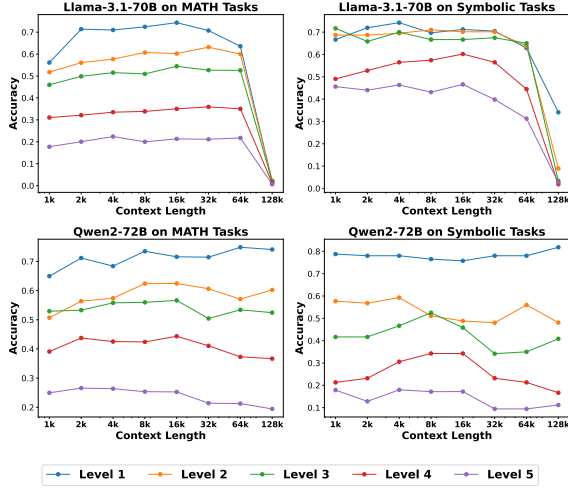 Llama-3.1-70B on MATH Tasks
Accuracy
0.7
0.6
0.5
0.4
0.3
0.2
0.1
0.0
1k 2k 4k 8k 16k 32k 64k 128k
Context Length
Llama-3.1-70B on Symbolic Tasks
Accuracy
0.7
0.6
0.5
0.4
0.3
0.2
0.1
0.0
1k 2k 4k 8k 16k 32k 64k 128k
Context Length
Qwen2-72B on MATH Tasks
Accuracy
0.7
0.6
0.5
0.4
0.3
0.2
1k 2k 4k 8k 16k 32k 64k 128k
Context Length
Qwen2-72B on Symbolic Tasks
Accuracy
0.8
0.7
0.6
0.5
0.4
0.3
0.2
0.1
1k 2k 4k 8k 16k 32k 64k 128k
Context Length
Level 1 Level 2 Level 3 Level 4 Level 5